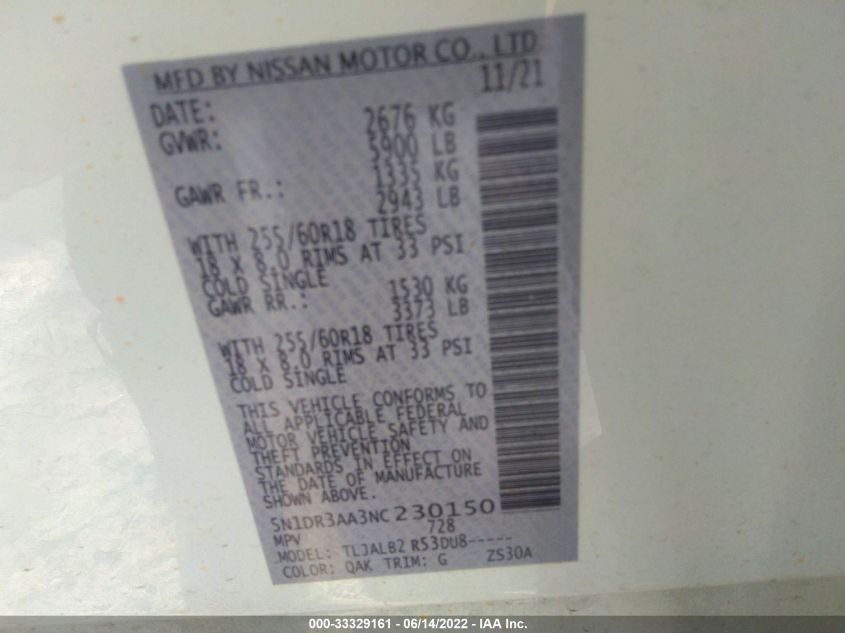 MFD BY NISSAN MOTOR CO., LTD
DATE: 11/21
GVWR: 2676 KG
5900 LB
GAWR FR.: 1335 KG
2943 LB
WITH 255/60R18 TIRES
18 X 8.0 RIMS AT 33 PSI
COLD SINGLE
GAWR RR.: 1530 KG
3373 LB
WITH 255/60R18 TIRES
18 X 8.0 RIMS AT 33 PSI
COLD SINGLE
THIS VEHICLE CONFORMS TO
ALL APPLICABLE FEDERAL
MOTOR VEHICLE SAFETY AND
THEFT PREVENTION
STANDARDS IN EFFECT ON
THE DATE OF MANUFACTURE
SHOWN ABOVE.
5N1DR3AA3NC230150
MPV 728
MODEL: TLJALB2 R53DU8-----
COLOR: QAK TRIM: G ZS30A
000-33329161 - 06/14/2022 - IAA Inc.